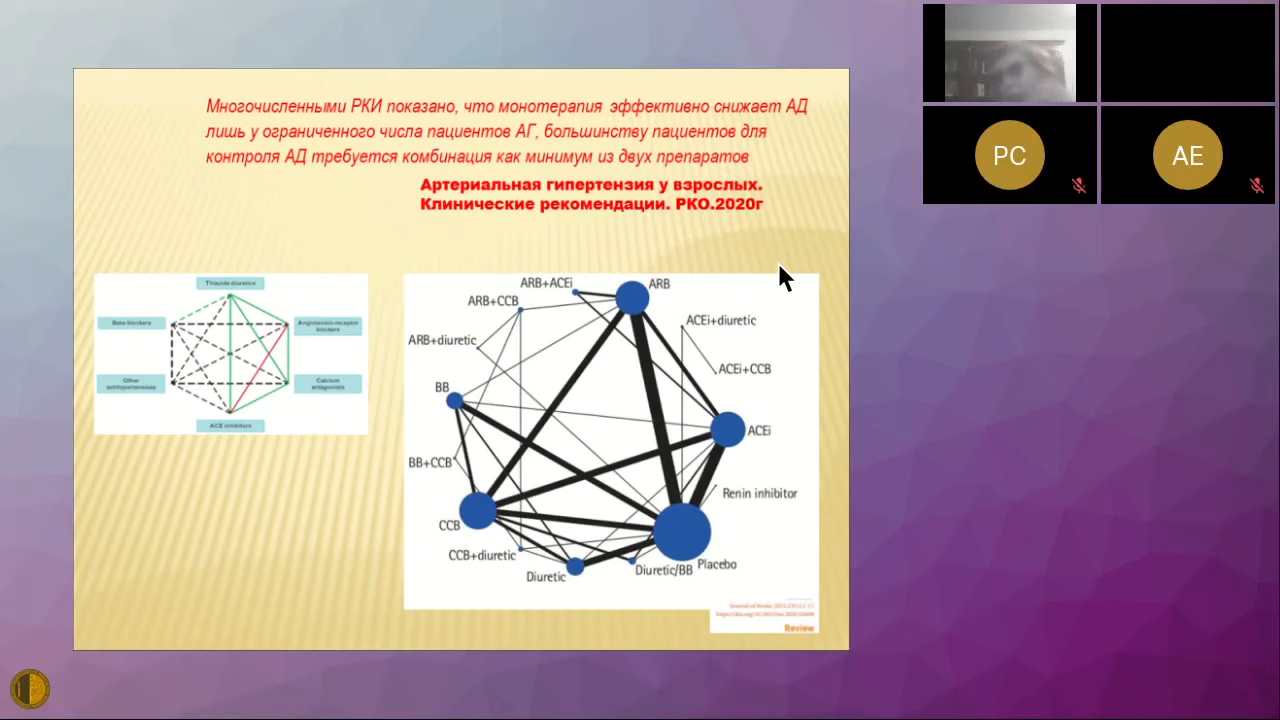 Многочисленными РКИ показано, что монотерапия эффективно снижает АД
лишь у ограниченного числа пациентов АГ, большинству пациентов для
контроля АД требуется комбинация как минимум из двух препаратов
Артериальная гипертензия у взрослых.
Клинические рекомендации. РКО.2020г
Thiazide diuretics
Beta-blockers
Angiotensin-receptor
blockers
Other
antihypertensives
Calcium
antagonists
ACE inhibitors
ARB+ACEi
ARB
ARB+CCB
ACEi+diuretic
ARB+diuretic
ACEi+CCB
BB
ACEi
BB+CCB
Renin inhibitor
CCB
CCB+diuretic
Placebo
Diuretic/BB
Diuretic
Review
PC
AE